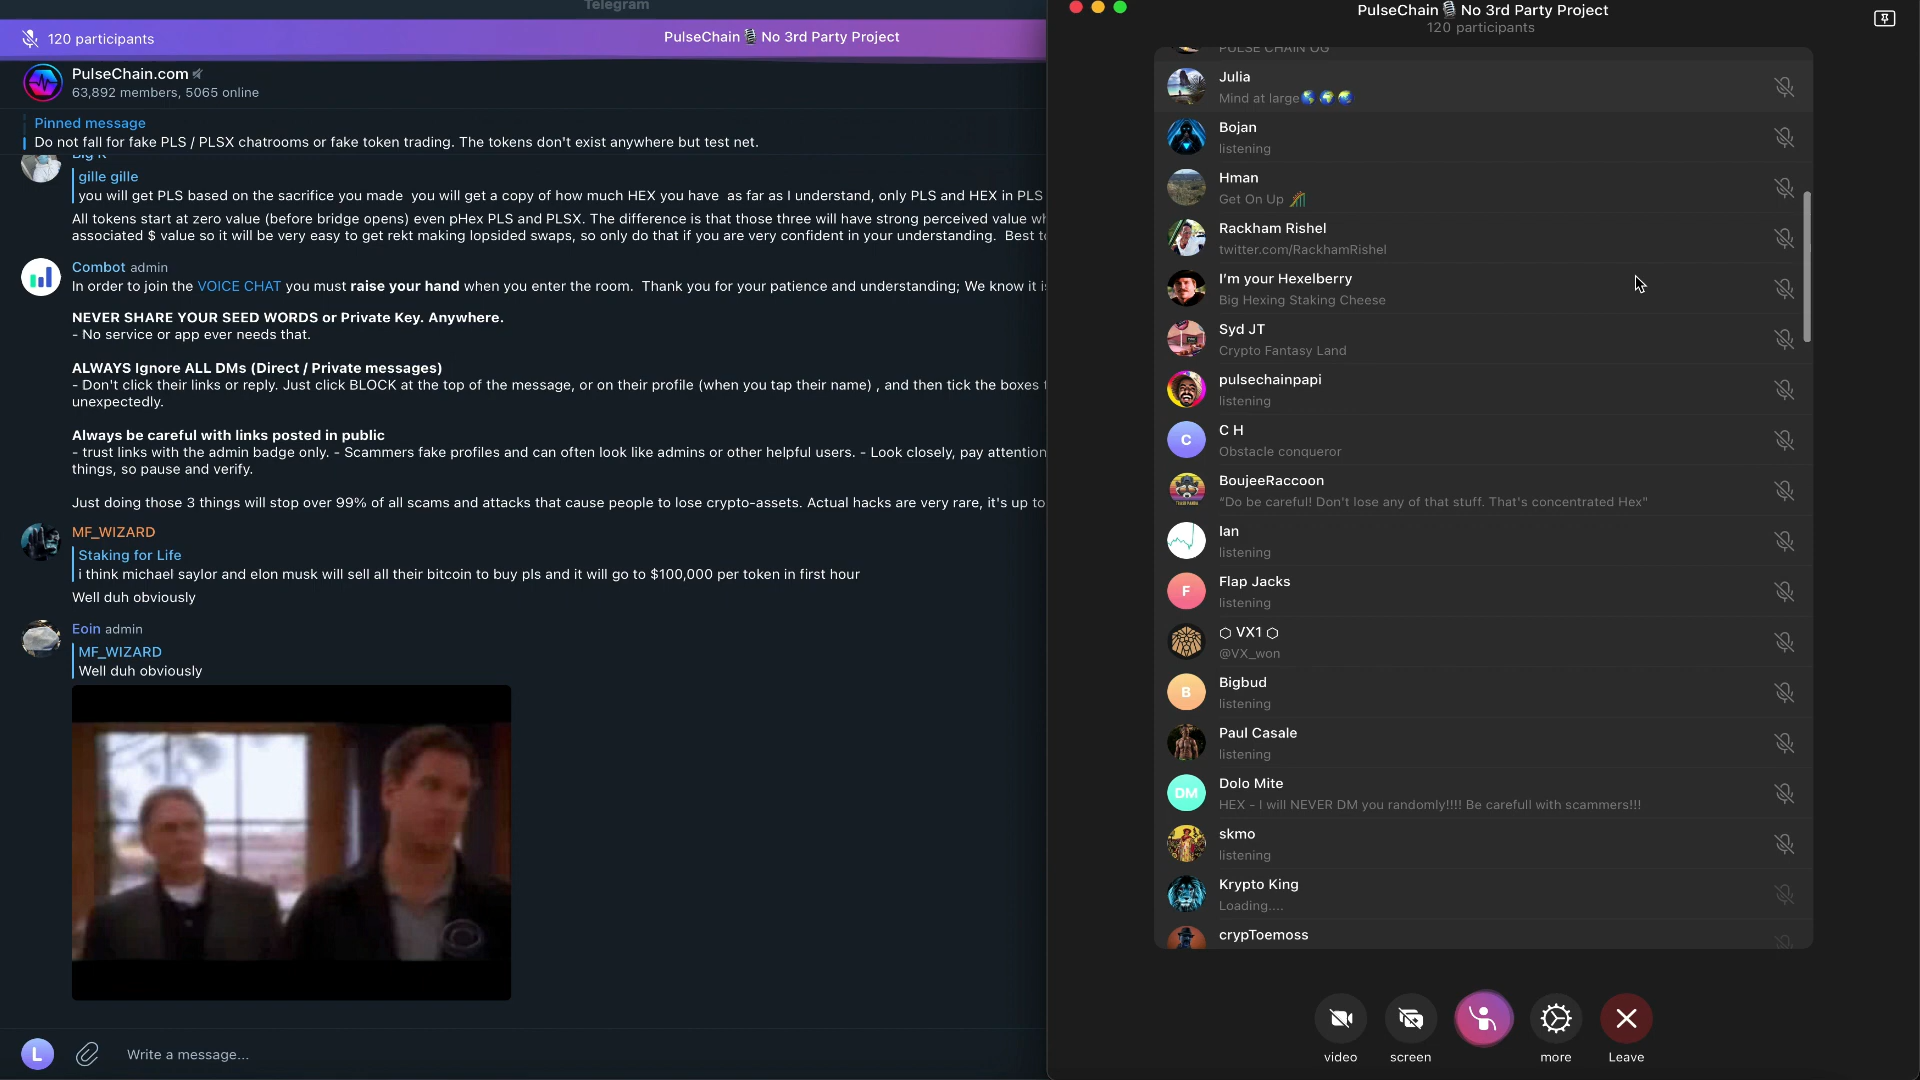 Telegram
120 participants
PulseChain🎙️No 3rd Party Project
PulseChain.com
63,892 members, 5065 online
Pinned message
Do not fall for fake PLS / PLSX chatrooms or fake token trading. The tokens don't exist anywhere but test net.
Big R
gille gille
you will get PLS based on the sacrifice you made  you will get a copy of how much HEX you have  as far as I understand, only PLS and HEX in PLS
All tokens start at zero value (before bridge opens) even pHex PLS and PLSX. The difference is that those three will have strong perceived value
associated $ value so it will be very easy to get rekt making lopsided swaps, so only do that if you are very confident in your understanding.  Best
Combot admin
In order to join the VOICE CHAT you must raise your hand when you enter the room.  Thank you for your patience and understanding; We know it
NEVER SHARE YOUR SEED WORDS or Private Key. Anywhere.
- No service or app ever needs that.
ALWAYS Ignore ALL DMs (Direct / Private messages)
- Don't click their links or reply. Just click BLOCK at the top of the message, or on their profile (when you tap their name) , and then tick the boxes
unexpectedly.
Always be careful with links posted in public
- trust links with the admin badge only. - Scammers fake profiles and can often look like admins or other helpful users. - Look closely, pay attention
things, so pause and verify.
Just doing those 3 things will stop over 99% of all scams and attacks that cause people to lose crypto-assets. Actual hacks are very rare, it's up to
MF_WIZARD
Staking for Life
i think michael saylor and elon musk will sell all their bitcoin to buy pls and it will go to $100,000 per token in first hour
Well duh obviously
Eoin admin
MF_WIZARD
Well duh obviously
L
Write a message...
PulseChain🎙️No 3rd Party Project
120 participants
PULSE CHAIN OG
Julia
Mind at large🌎🌍🌏
Bojan
listening
Hman
Get On Up 🎢
Rackham Rishel
twitter.com/RackhamRishel
I'm your Hexelberry
Big Hexing Staking Cheese
Syd JT
Crypto Fantasy Land
pulsechainpapi
listening
C
C H
Obstacle conqueror
BoujeeRaccoon
"Do be careful! Don't lose any of that stuff. That's concentrated Hex"
Ian
listening
F
Flap Jacks
listening
⬡ VX1 ⬡
@VX_won
B
Bigbud
listening
Paul Casale
listening
DM
Dolo Mite
HEX - I will NEVER DM you randomly!!!! Be carefull with scammers!!!
skmo
listening
Krypto King
Loading....
crypToemoss
video
screen
more
Leave